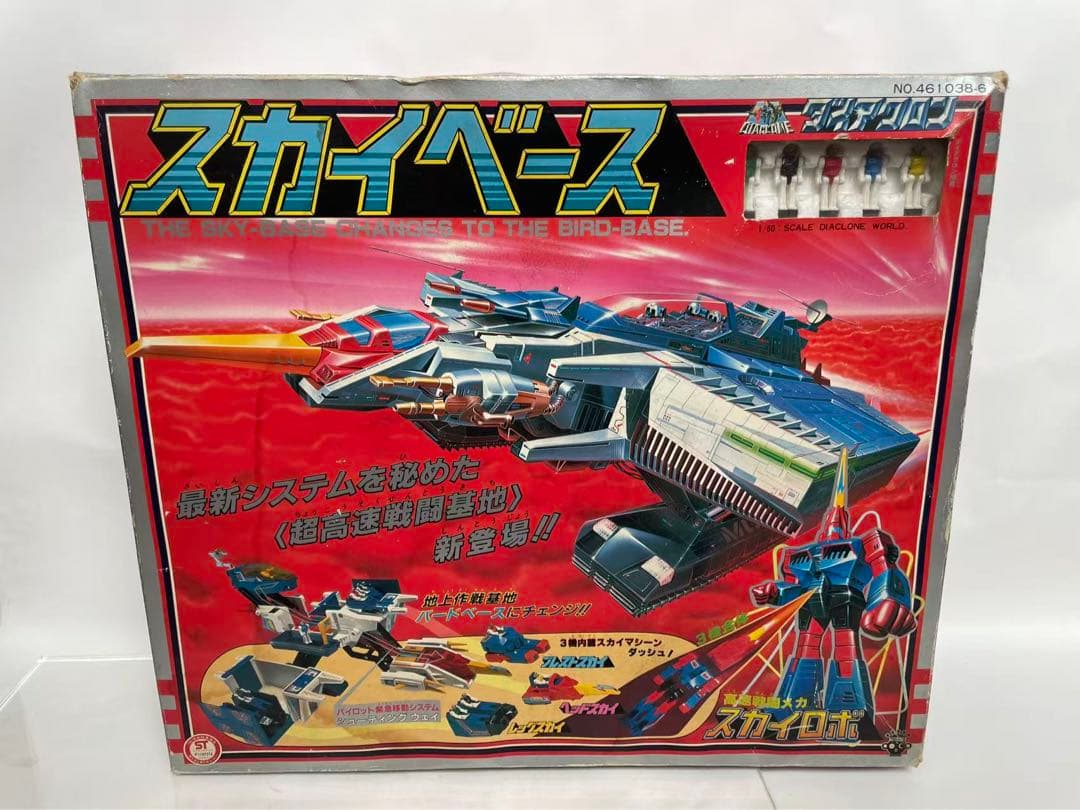 NO.461038-6
スカイベース
DIACLONE
ダイアクロン
THE SKY-BASE CHANGES TO THE BIRD-BASE.
1/60: SCALE DIACLONE WORLD.
最新システムを秘めた
〈超高速戦闘基地〉
新登場!!
地上作戦基地
バードベースにチェンジ!!
3機内蔵スカイマシーン
ダッシュ!
ブレストスカイ
ヘッドスカイ
レッグスカイ
パイロット緊急移動システム
シューティングウェイ
3機合体
高速戦闘メカ
スカイロボ
ST